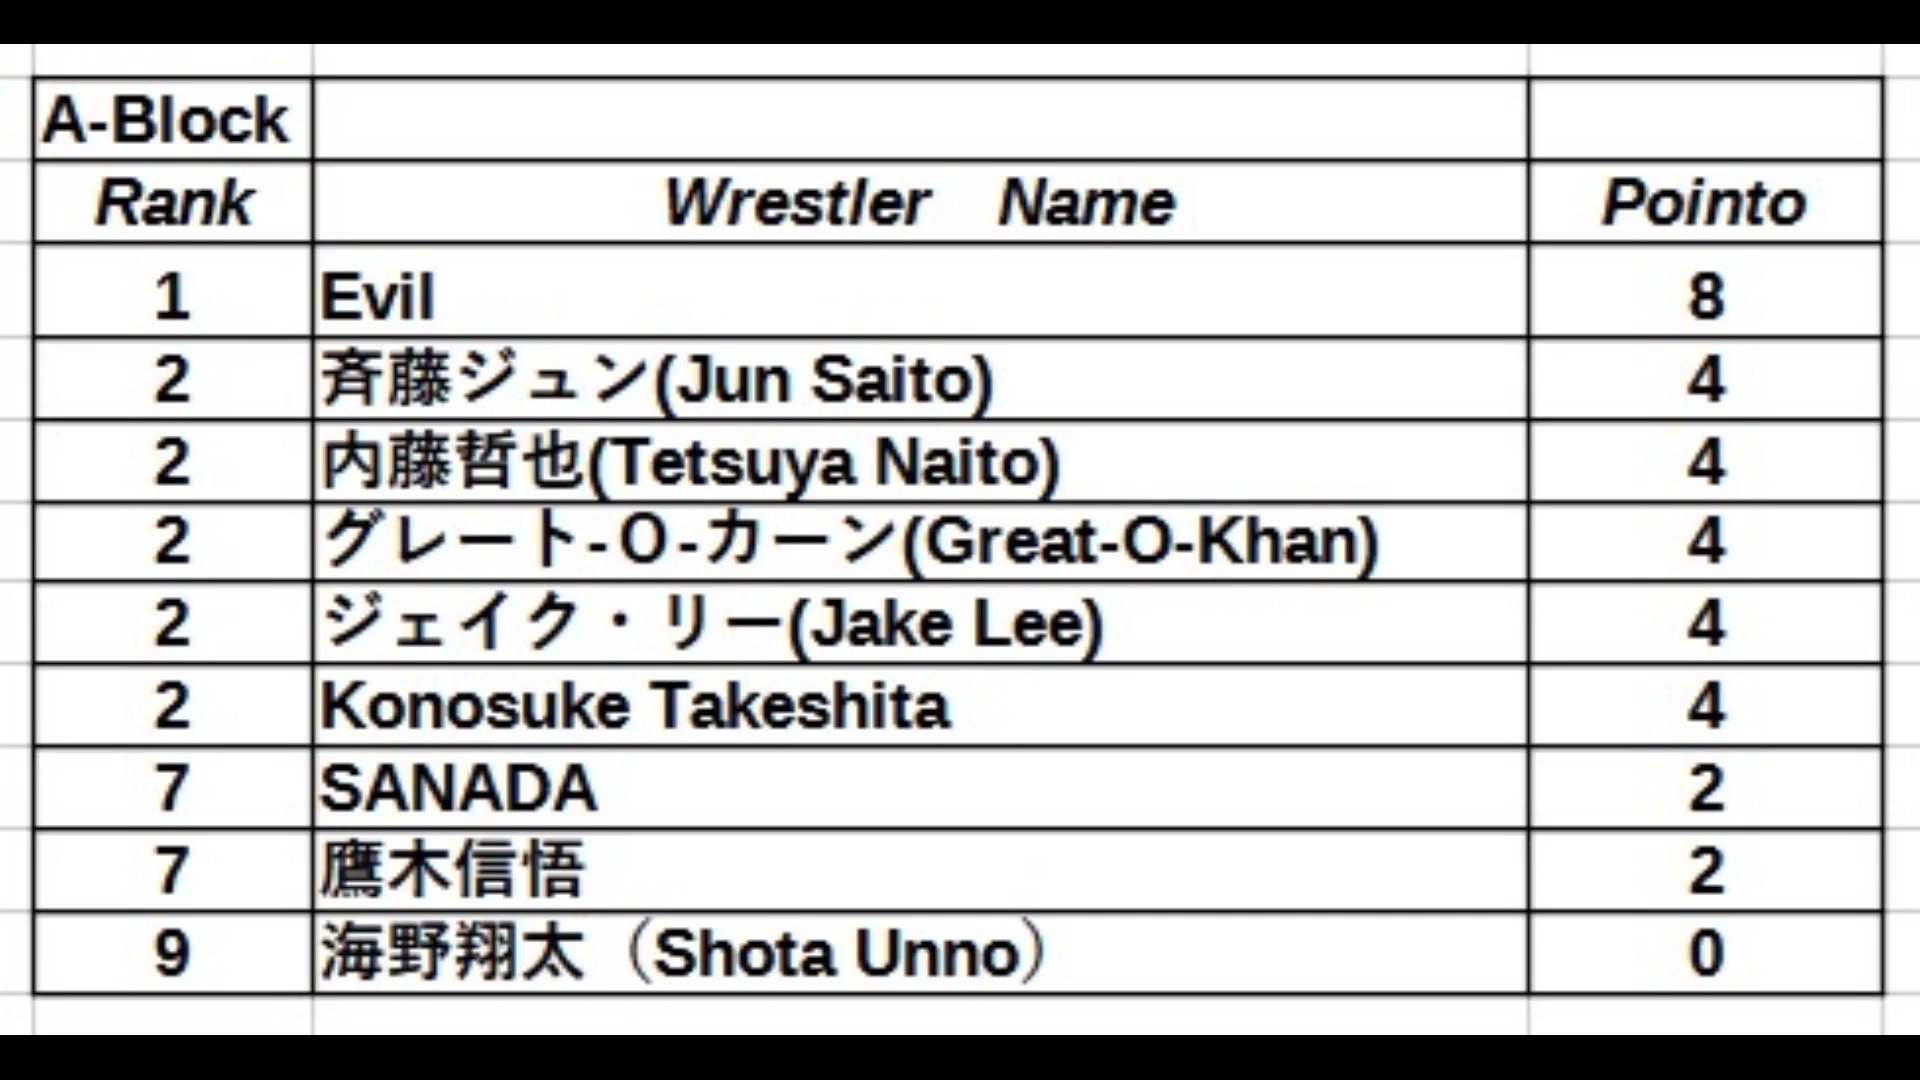 A-Block
Rank Wrestler　Name Pointo
1 Evil 8
2 斉藤ジュン(Jun Saito) 4
2 内藤哲也(Tetsuya Naito) 4
2 グレート-O-カーン(Great-O-Khan) 4
2 ジェイク・リー(Jake Lee) 4
2 Konosuke Takeshita 4
7 SANADA 2
7 鷹木信悟 2
9 海野翔太（Shota Unno） 0